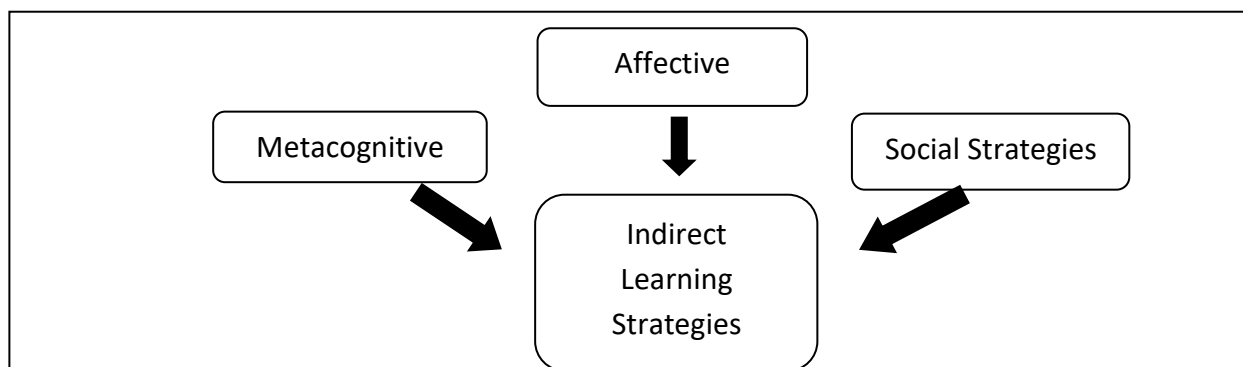 Affective
Metacognitive
Social Strategies
Indirect
Learning
Strategies